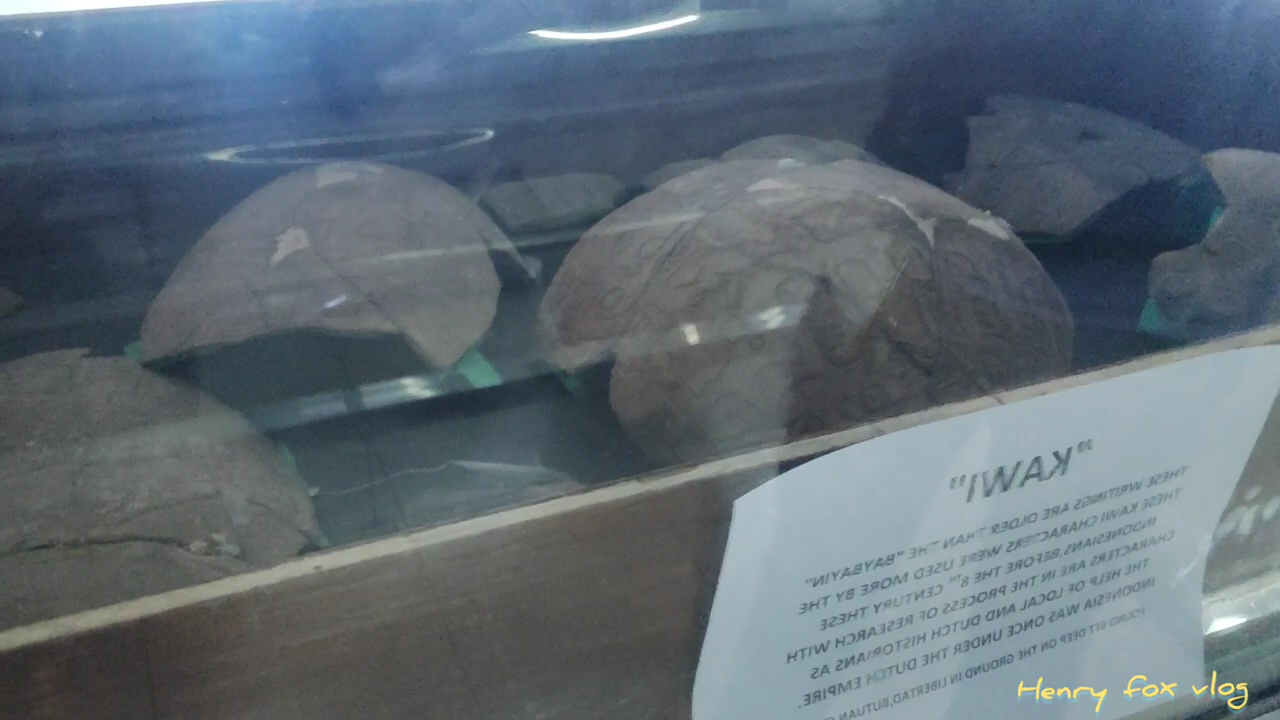 "KAWI"
THESE WRITINGS ARE OLDER THAN THE "BAYBAYIN"
THESE KAWI CHARACTERS WERE USED MORE BY THE
INDONESIANS.BEFORE THE 8TH CENTURY THESE
CHARACTERS ARE IN THE PROCESS OF RESEARCH WITH
THE HELP OF LOCAL AND DUTCH HISTORIANS AS
INDONESIA WAS ONCE UNDER THE DUTCH EMPIRE.
FOUND 6FT DEEP ON THE GROUND IN LIBERTAD,BUTUAN
Henry fox vlog